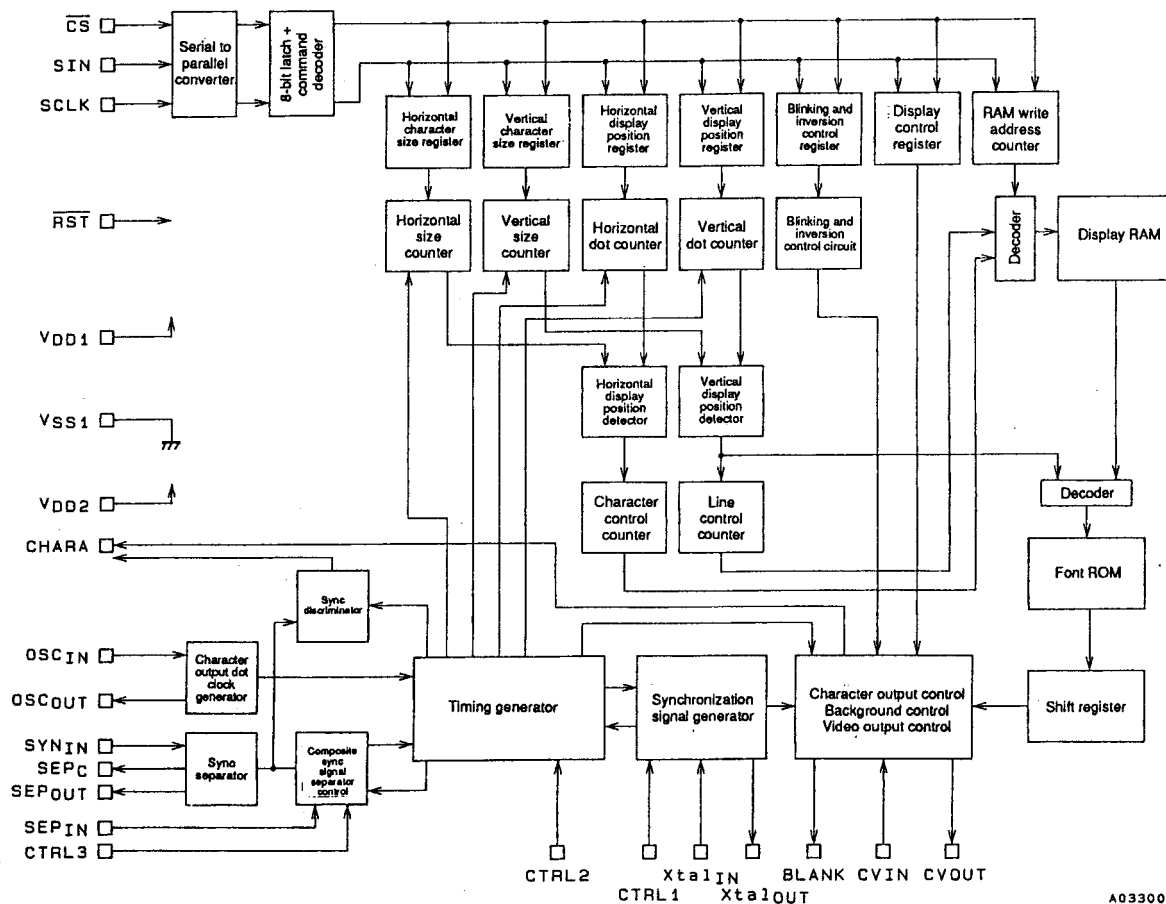 CS
SIN
SCLK
Serial to
parallel
converter
8-bit latch +
command
decoder
Horizontal
character
size register
Vertical
character
size register
Horizontal
display
position
register
Vertical
display
position
register
Blinking and
inversion
control
register
Display
control
register
RAM write
address
counter
RST
Horizontal
size
counter
Vertical
size
counter
Horizontal
dot counter
Vertical
dot counter
Blinking and
inversion
control circuit
Decoder
Display RAM
VDD1
VSS1
VDD2
CHARA
Horizontal
display
position
detector
Vertical
display
position
detector
Character
control
counter
Line
control
counter
Decoder
Font ROM
Sync
discriminator
OSCIN
OSCOUT
Character
output dot
clock
generator
Timing generator
Synchronization
signal generator
Character output control
Background control
Video output control
Shift register
SYNIN
SEPC
SEPOUT
SEPIN
CTRL3
Sync
separator
Composite
sync
signal
separator
control
CTRL2
CTRL1
XtalIN
XtalOUT
BLANK
CVIN
CVOUT
A03300